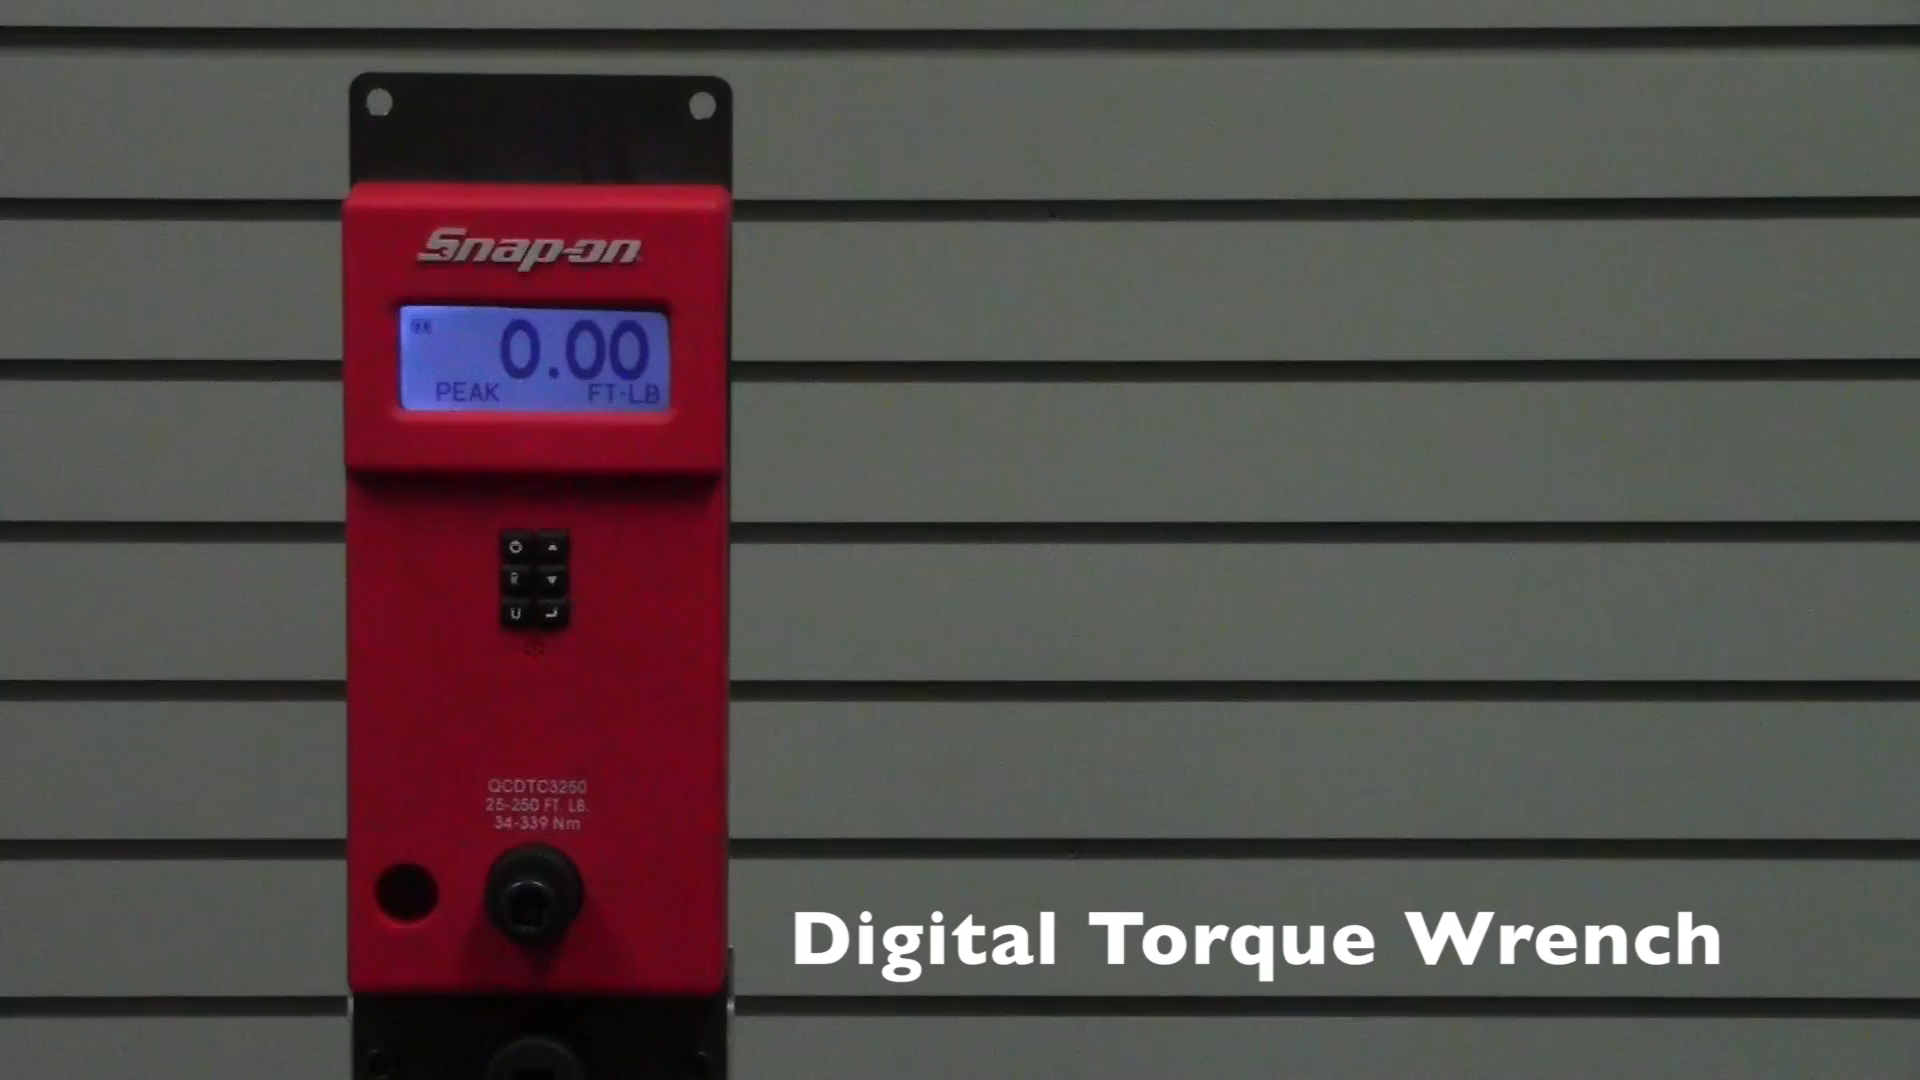 Snap-on
0.00
PEAK FT-LB
R
U
QCDTC3250
25-250 FT. LB.
34-339 Nm
Digital Torque Wrench